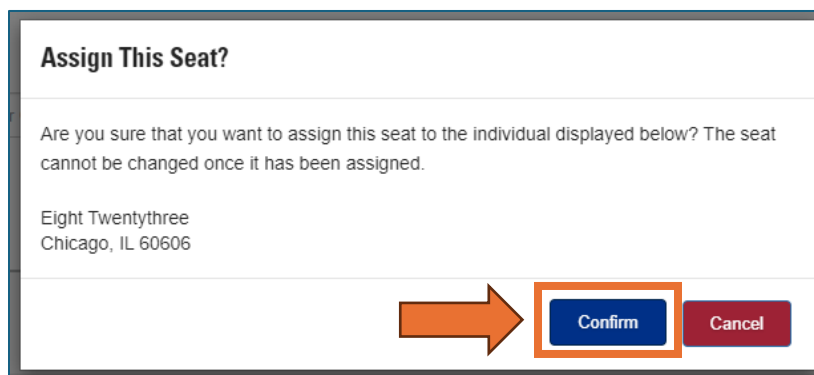 Assign This Seat?
Are you sure that you want to assign this seat to the individual displayed below? The seat
cannot be changed once it has been assigned.
Eight Twentythree
Chicago, IL 60606
Confirm
Cancel